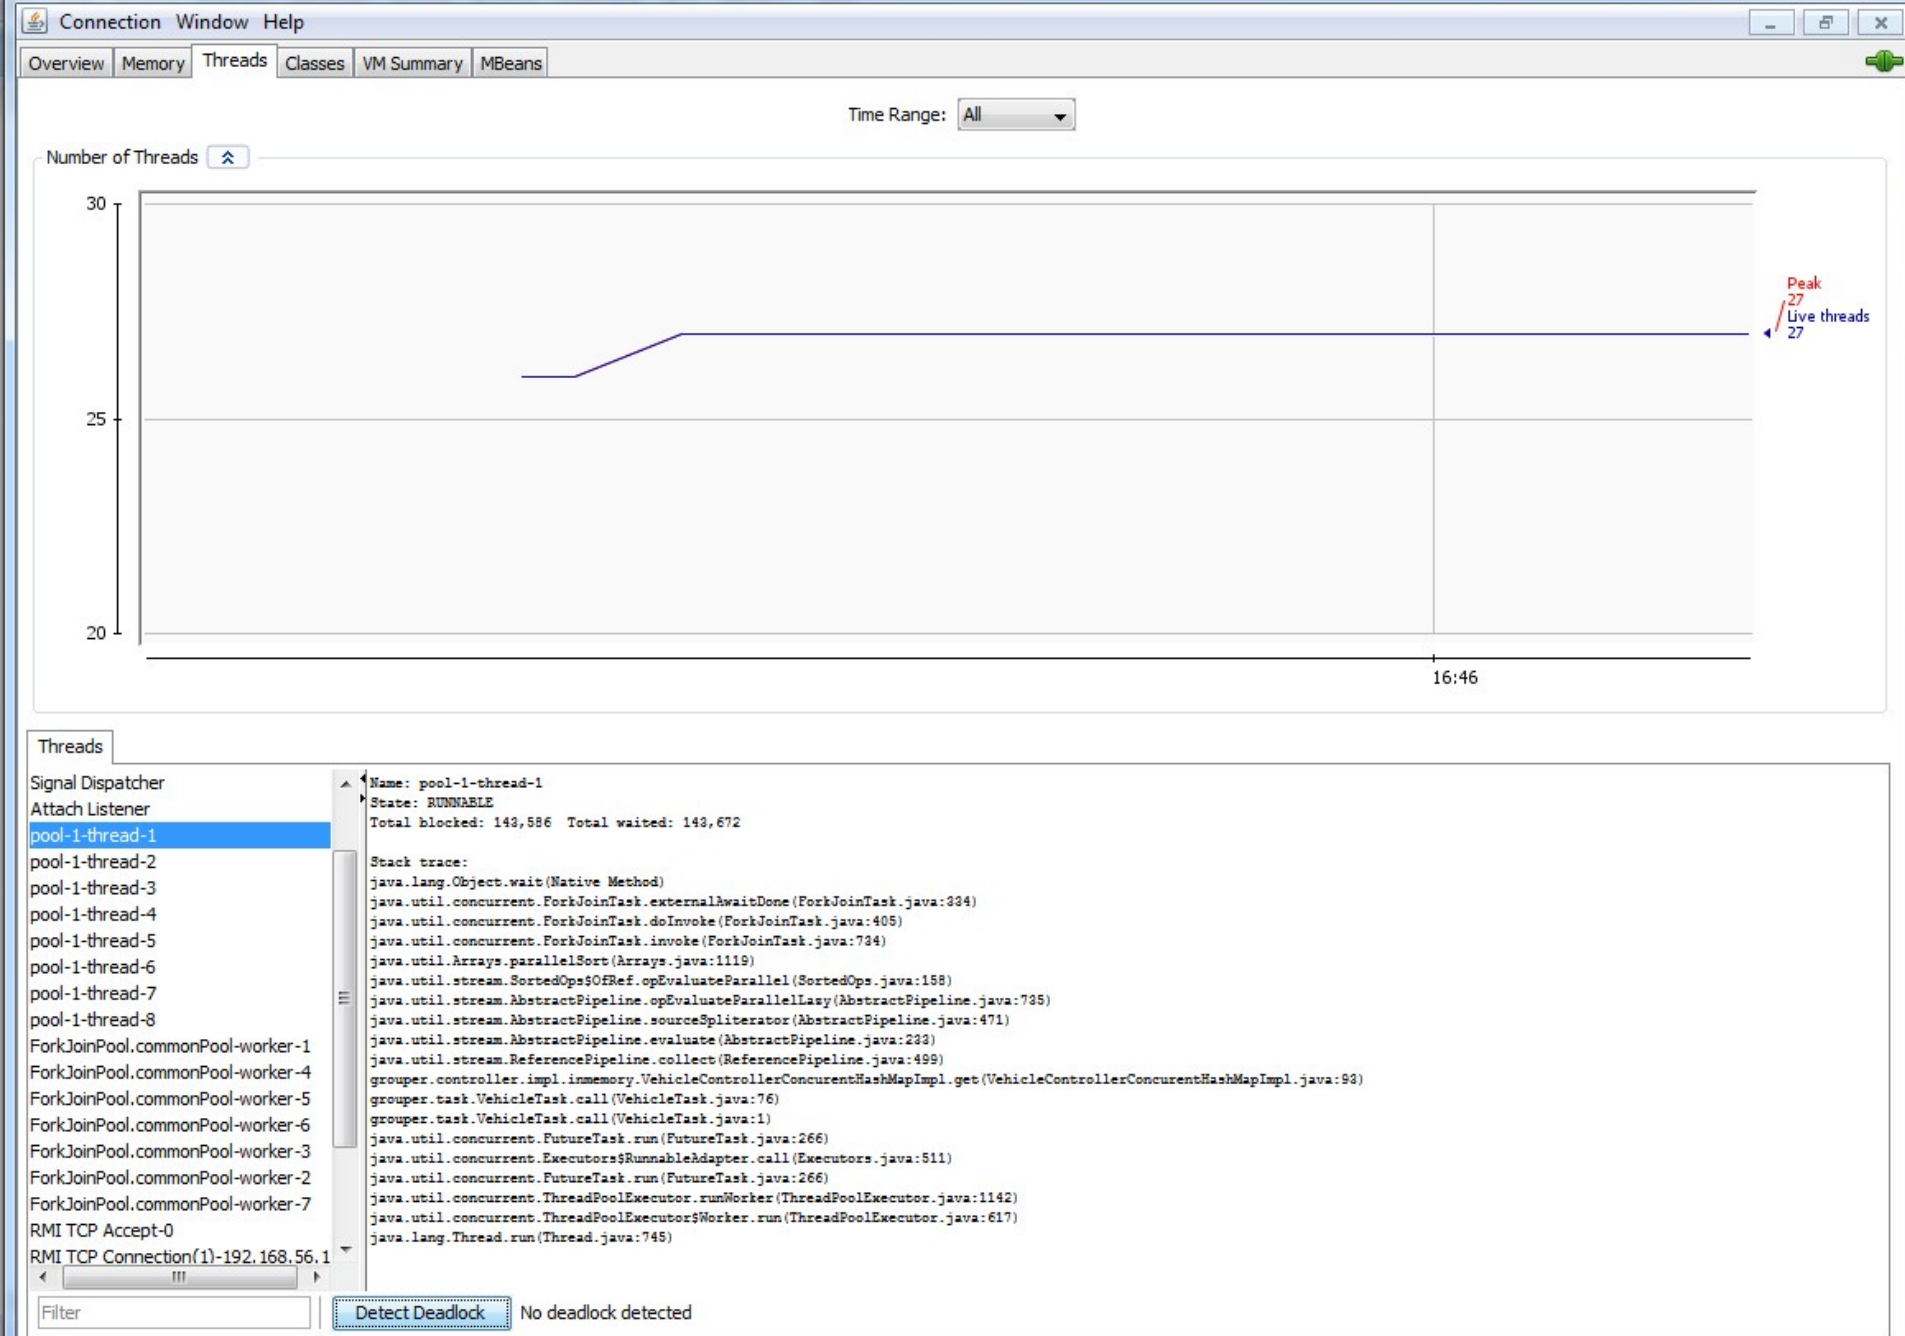 Connection Window Help
Overview Memory Threads Classes VM Summary MBeans
Time Range: All
Number of Threads
30
25
20
16:46
Peak
27
Live threads
27
Threads
Signal Dispatcher
Attach Listener
pool-1-thread-1
pool-1-thread-2
pool-1-thread-3
pool-1-thread-4
pool-1-thread-5
pool-1-thread-6
pool-1-thread-7
pool-1-thread-8
ForkJoinPool.commonPool-worker-1
ForkJoinPool.commonPool-worker-4
ForkJoinPool.commonPool-worker-5
ForkJoinPool.commonPool-worker-6
ForkJoinPool.commonPool-worker-3
ForkJoinPool.commonPool-worker-2
ForkJoinPool.commonPool-worker-7
RMI TCP Accept-0
RMI TCP Connection(1)-192.168.56.1
Name: pool-1-thread-1
State: RUNNABLE
Total blocked: 143,586 Total waited: 143,672
Stack trace:
java.lang.Object.wait(Native Method)
java.util.concurrent.ForkJoinTask.externalAwaitDone(ForkJoinTask.java:334)
java.util.concurrent.ForkJoinTask.doInvoke(ForkJoinTask.java:405)
java.util.concurrent.ForkJoinTask.invoke(ForkJoinTask.java:734)
java.util.Arrays.parallelSort(Arrays.java:1119)
java.util.stream.SortedOps$OfRef.opEvaluateParallel(SortedOps.java:158)
java.util.stream.AbstractPipeline.opEvaluateParallelLazy(AbstractPipeline.java:735)
java.util.stream.AbstractPipeline.sourceSpliterator(AbstractPipeline.java:471)
java.util.stream.AbstractPipeline.evaluate(AbstractPipeline.java:233)
java.util.stream.ReferencePipeline.collect(ReferencePipeline.java:499)
grouper.controller.impl.inmemory.VehicleControllerConcurentHashMapImpl.get(VehicleControllerConcurentHashMapImpl.java:93)
grouper.task.VehicleTask.call(VehicleTask.java:76)
grouper.task.VehicleTask.call(VehicleTask.java:1)
java.util.concurrent.FutureTask.run(FutureTask.java:266)
java.util.concurrent.Executors$RunnableAdapter.call(Executors.java:511)
java.util.concurrent.FutureTask.run(FutureTask.java:266)
java.util.concurrent.ThreadPoolExecutor.runWorker(ThreadPoolExecutor.java:1142)
java.util.concurrent.ThreadPoolExecutor$Worker.run(ThreadPoolExecutor.java:617)
java.lang.Thread.run(Thread.java:745)
Filter
Detect Deadlock No deadlock detected